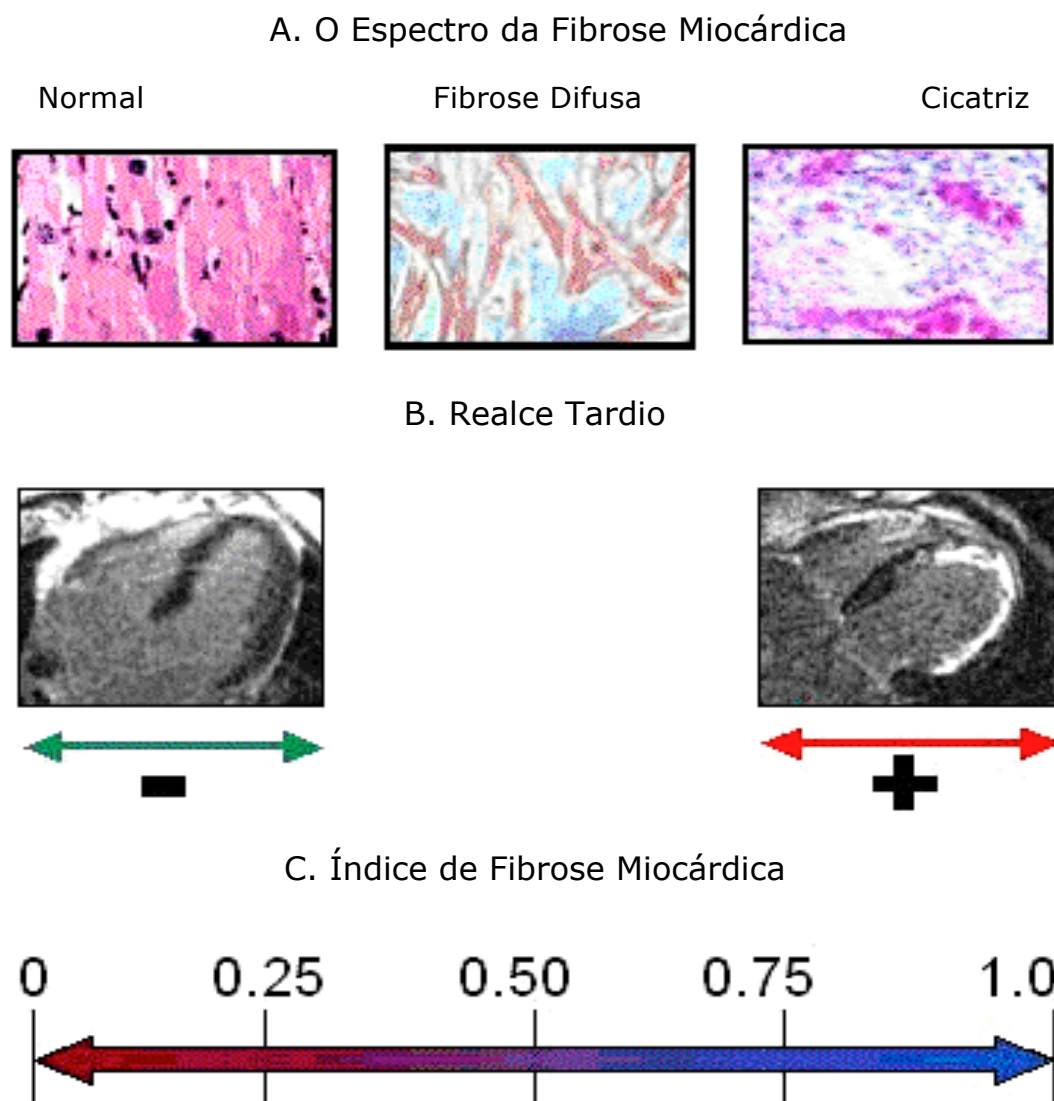 A. O Espectro da Fibrose Miocárdica
Normal Fibrose Difusa Cicatriz
B. Realce Tardio
C. Índice de Fibrose Miocárdica
0 0.25 0.50 0.75 1.0